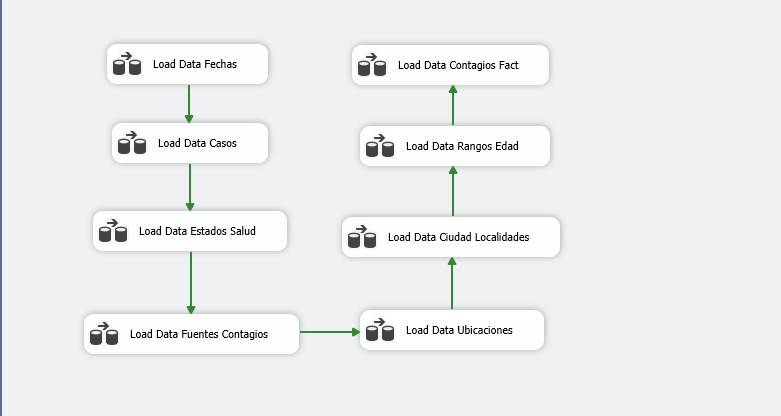 Load Data Fechas
Load Data Casos
Load Data Estados Salud
Load Data Fuentes Contagios
Load Data Ubicaciones
Load Data Ciudad Localidades
Load Data Rangos Edad
Load Data Contagios Fact